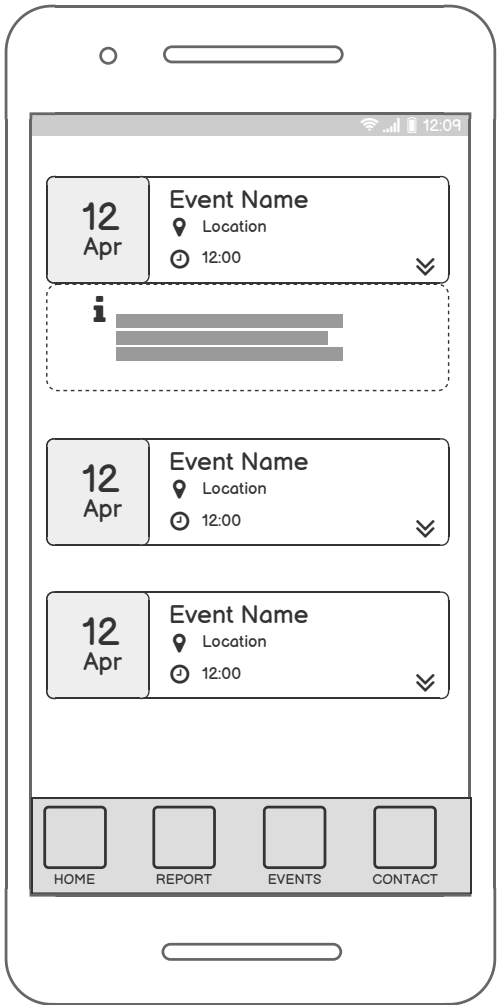 12:09
12
Apr
Event Name
Location
12:00
12
Apr
Event Name
Location
12:00
12
Apr
Event Name
Location
12:00
HOME REPORT EVENTS CONTACT